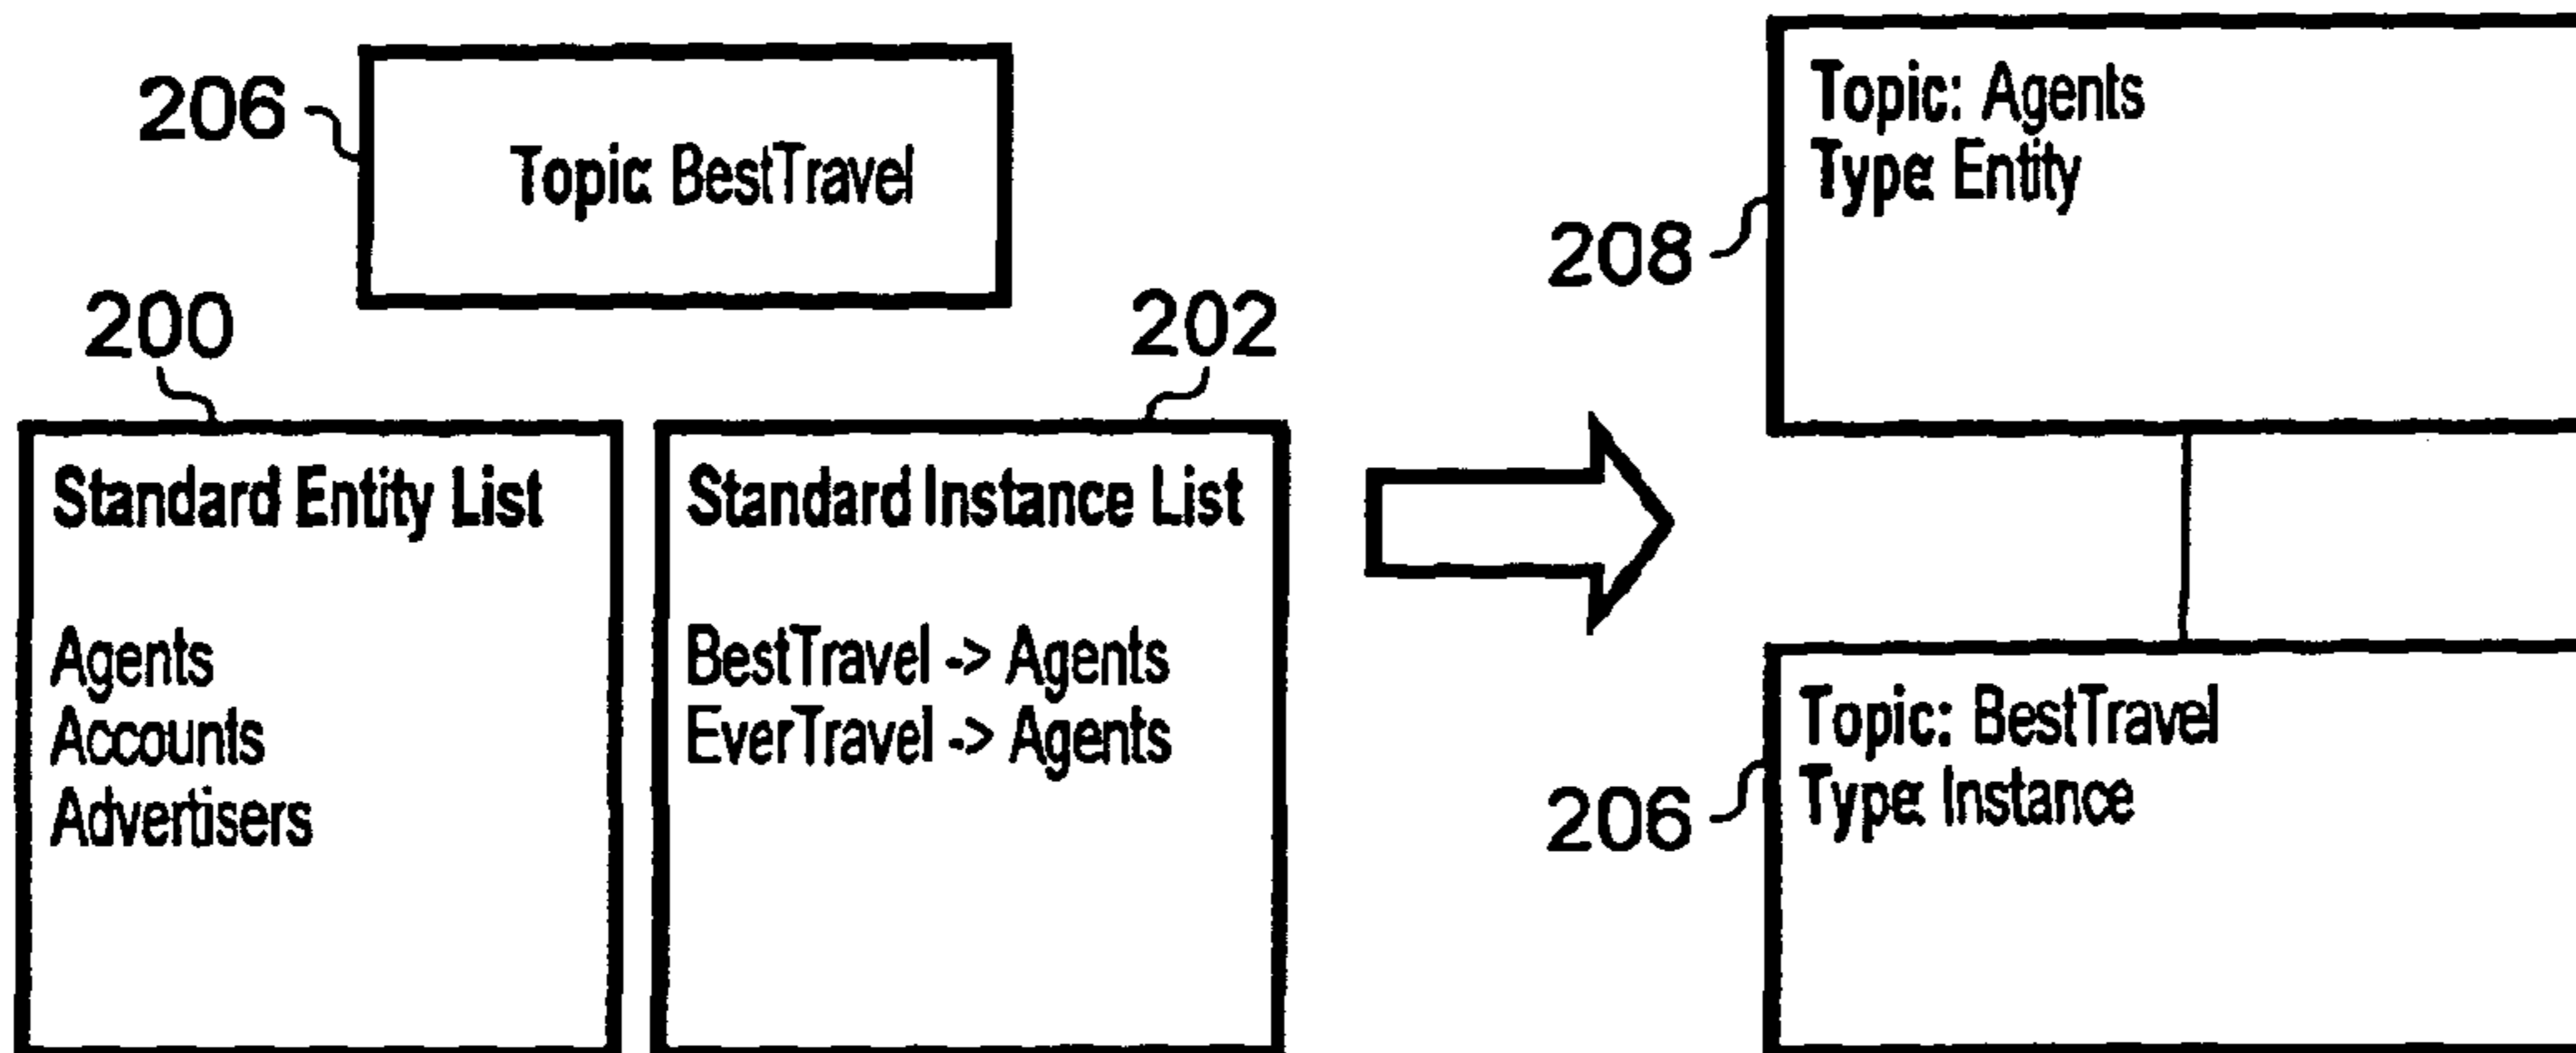 206
Topic: BestTravel
200
202
Standard Entity List
Agents
Accounts
Advertisers
Standard Instance List
BestTravel -> Agents
EverTravel -> Agents
208
Topic: Agents
Type: Entity
206
Topic: BestTravel
Type: Instance